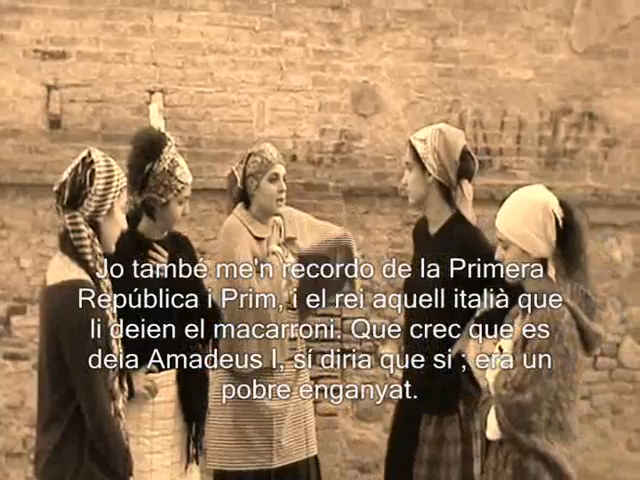 Jo també me'n recordo de la Primera
República i Prim, i el rei aquell italià que
li deien el macarroni. Que crec que es
deia Amadeus I, sí diria que si ; era un
pobre enganyat.